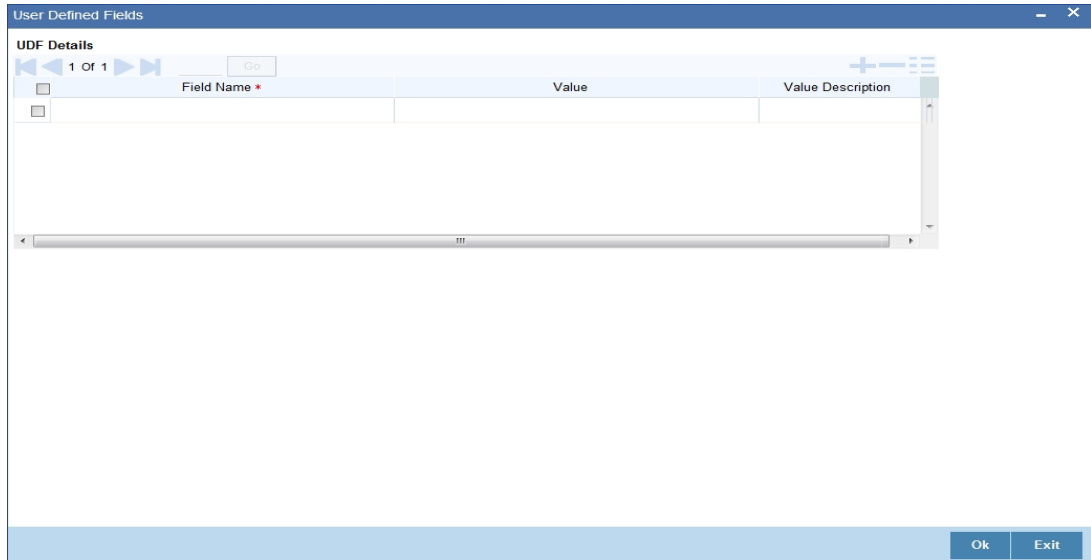 User Defined Fields
UDF Details
1 Of 1 Go
Field Name * Value Value Description
Ok Exit